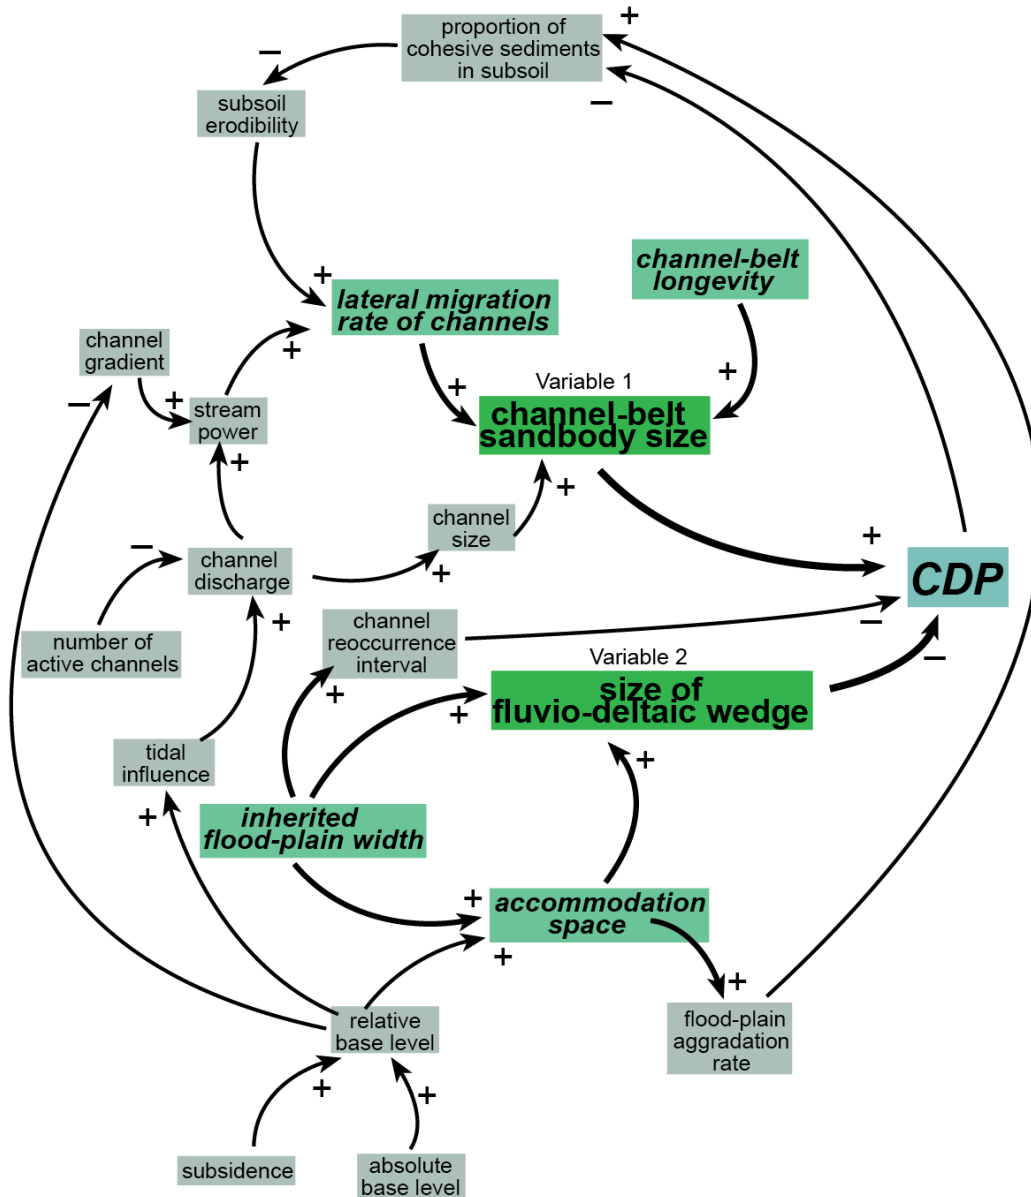 proportion of
cohesive sediments
in subsoil
+
−
−
subsoil
erodibility
+
lateral migration
rate of channels
channel-belt
longevity
channel
gradient
−
+
+
stream
power
+
+
+
Variable 1
channel-belt
sandbody size
+
channel
size
+
−
channel
discharge
+
+
CDP
number of
active channels
channel
reoccurrence
interval
−
−
+
+
Variable 2
size of
fluvio-deltaic wedge
+
tidal
influence
+
+
inherited
flood-plain width
+
accommodation
space
+
+
flood-plain
aggradation
rate
relative
base level
+
+
subsidence
absolute
base level